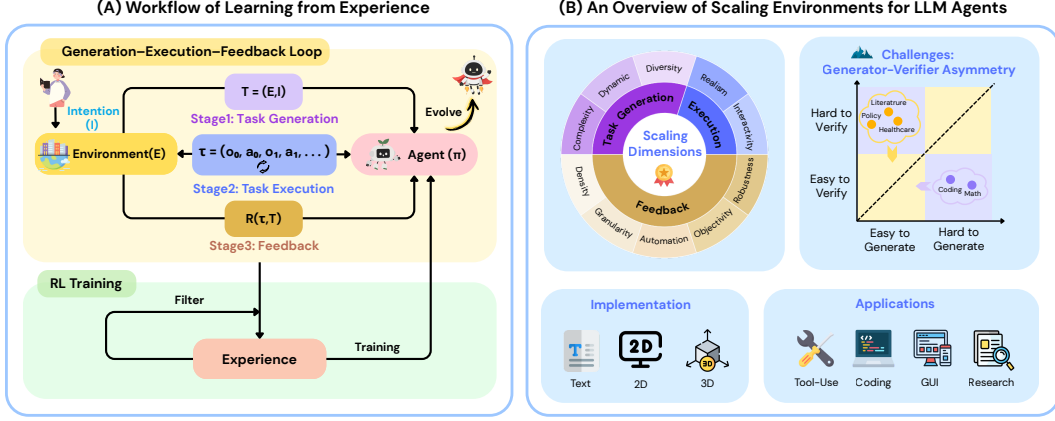 (A) Workflow of Learning from Experience
Generation–Execution–Feedback Loop
Intention
(I)
T = (E,I)
Stage1: Task Generation
Evolve
Environment(E)
τ = (o₀, a₀, o₁, a₁, . . . )
Stage2: Task Execution
Agent (π)
R(τ,T)
Stage3: Feedback
RL Training
Filter
Experience
Training
(B) An Overview of Scaling Environments for LLM Agents
Scaling
Dimensions
Task Generation
Execution
Feedback
Complexity
Dynamic
Diversity
Realism
Interactivity
Robustness
Objectivity
Automation
Granularity
Density
Challenges:
Generator-Verifier Asymmetry
Hard to
Verify
Easy to
Verify
Literatrure
Policy
Healthcare
Coding
Math
Easy to
Generate
Hard to
Generate
Implementation
T
Text
2D
2D
3D
3D
Applications
Tool-Use
Coding
GUI
Research